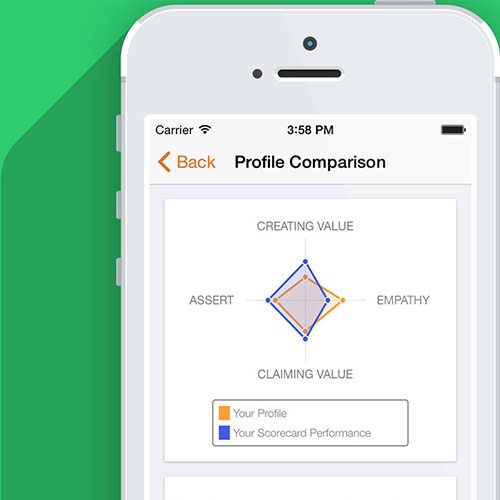 Carrier 3:58 PM
Back Profile Comparison
CREATING VALUE
ASSERT EMPATHY
CLAIMING VALUE
Your Profile
Your Scorecard Performance